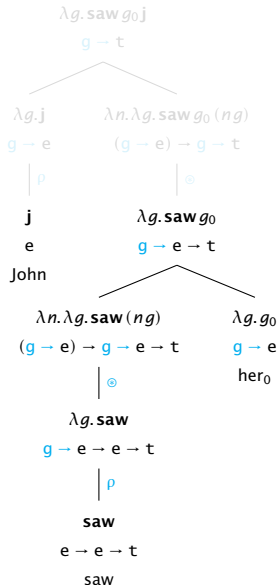 λg.saw g₀ j
g → t
λg.j λn.λg.saw g₀ (n g)
g → e (g → e) → g → t
ρ ⊛
j λg.saw g₀
e g → e → t
John
λn.λg.saw (n g) λg.g₀
(g → e) → g → e → t g → e
her₀
⊛
λg.saw
g → e → e → t
ρ
saw
e → e → t
saw